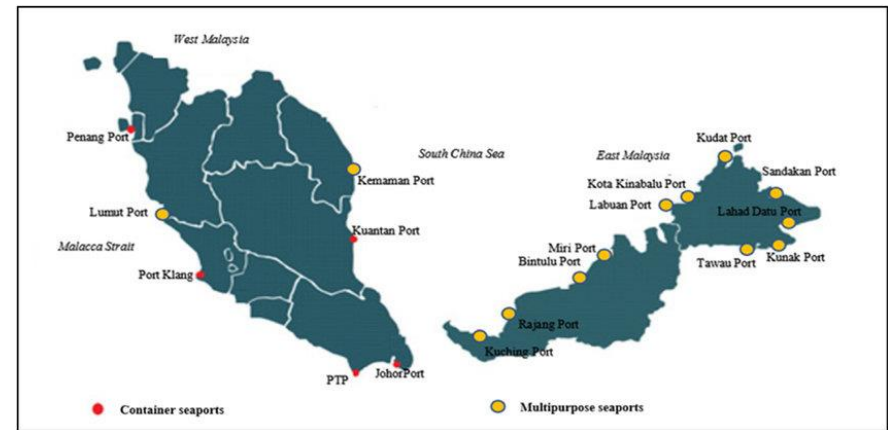 West Malaysia
Penang Port
South China Sea
East Malaysia
Kudat Port
Kemaman Port
Sandakan Port
Kota Kinabalu Port
Labuan Port
Lumut Port
Lahad Datu Port
Kuantan Port
Malacca Strait
Miri Port
Kunak Port
Tawau Port
Bintulu Port
Port Klang
Rajang Port
Kuching Port
JohorPort
PTP
Container seaports
Multipurpose seaports